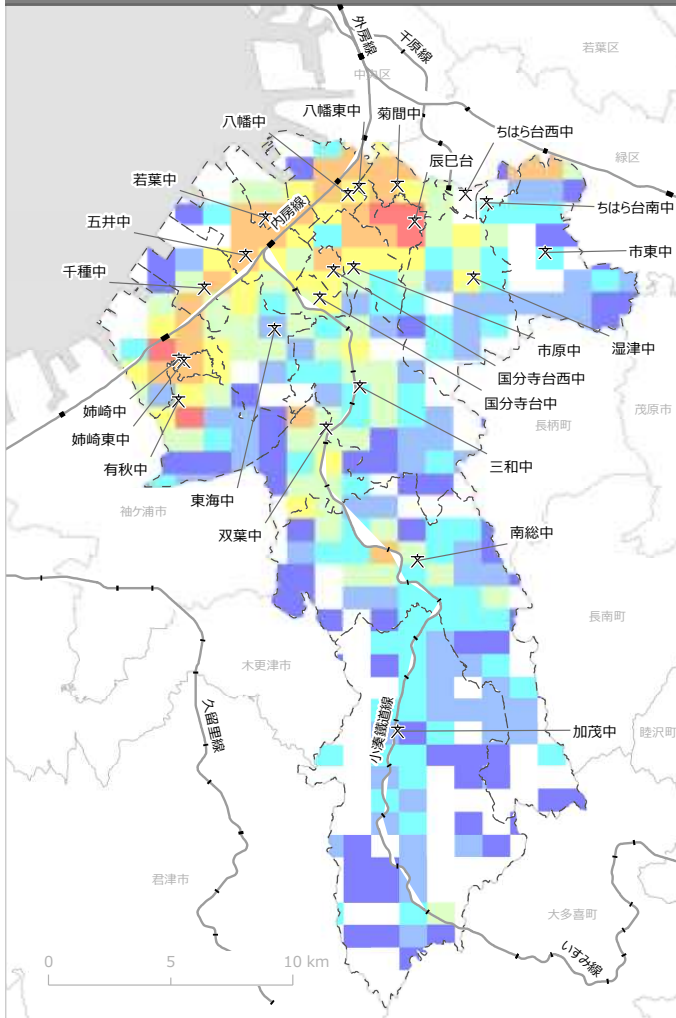 外房線
千原線
若葉区
中央区
八幡東中
菊間中
八幡中
ちはら台西中
辰巳台
緑区
若葉中
内房線
ちはら台南中
五井中
市東中
千種中
市原中
湿津中
国分寺台西中
国分寺台中
姉崎中
長柄町
茂原市
姉崎東中
有秋中
三和中
東海中
袖ケ浦市
双葉中
南総中
長南町
木更津市
久留里線
小湊鐵道線
加茂中
睦沢町
君津市
大多喜町
いすみ線
0 5 10 km